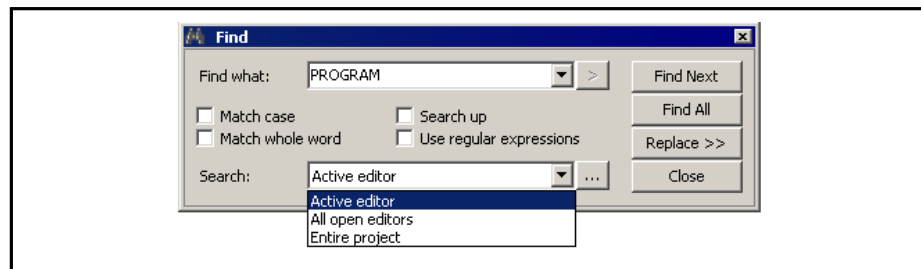 Find
Find what: PROGRAM > Find Next
Match case Search up Find All
Match whole word Use regular expressions Replace >>
Search: Active editor ... Close
Active editor
All open editors
Entire project